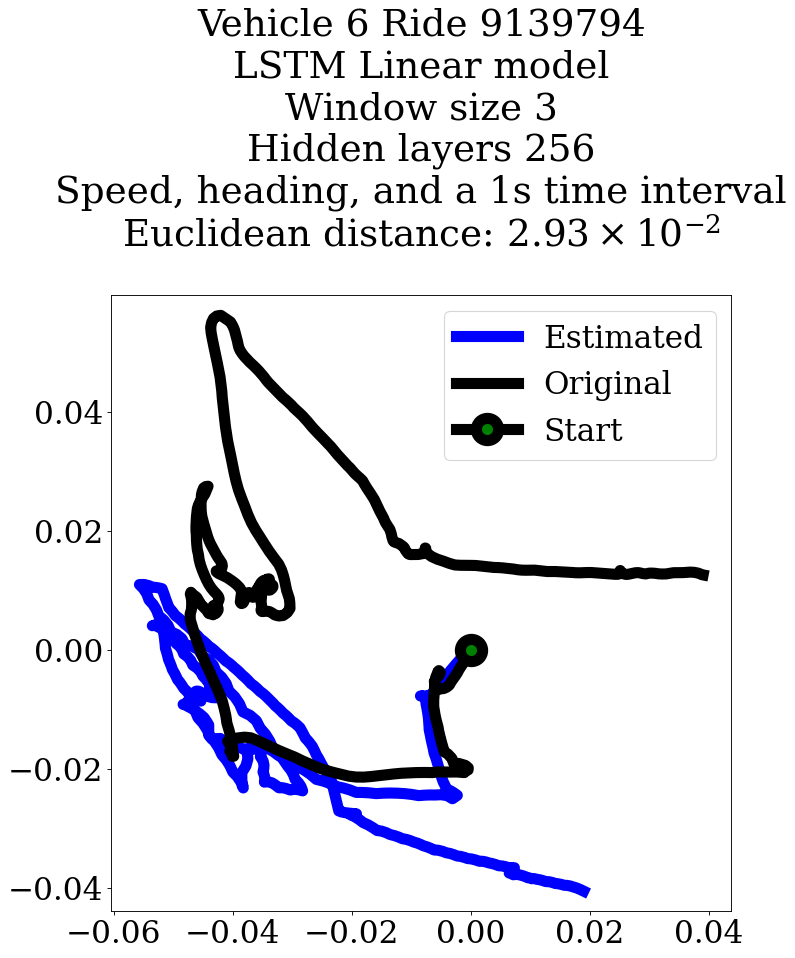 Vehicle 6 Ride 9139794
LSTM Linear model
Window size 3
Hidden layers 256
Speed, heading, and a 1s time interval
Euclidean distance: 2.93 × 10⁻²
Estimated
Original
Start
0.04
0.02
0.00
−0.02
−0.04
−0.06 −0.04 −0.02 0.00 0.02 0.04